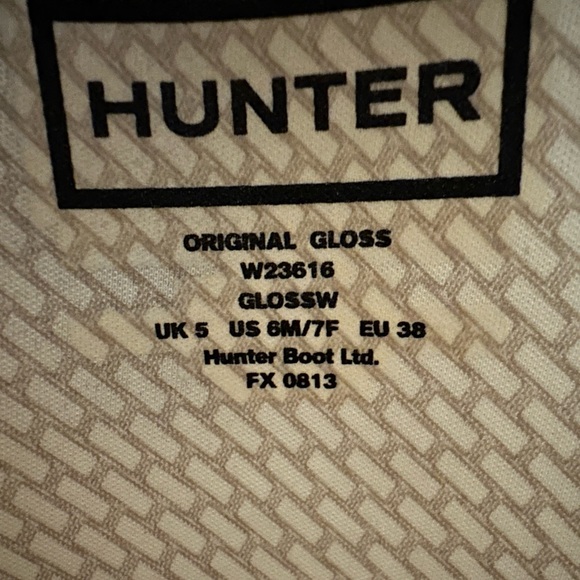 HUNTER
ORIGINAL GLOSS
W23616
GLOSSW
UK 5 US 6M/7F EU 38
Hunter Boot Ltd.
FX 0813